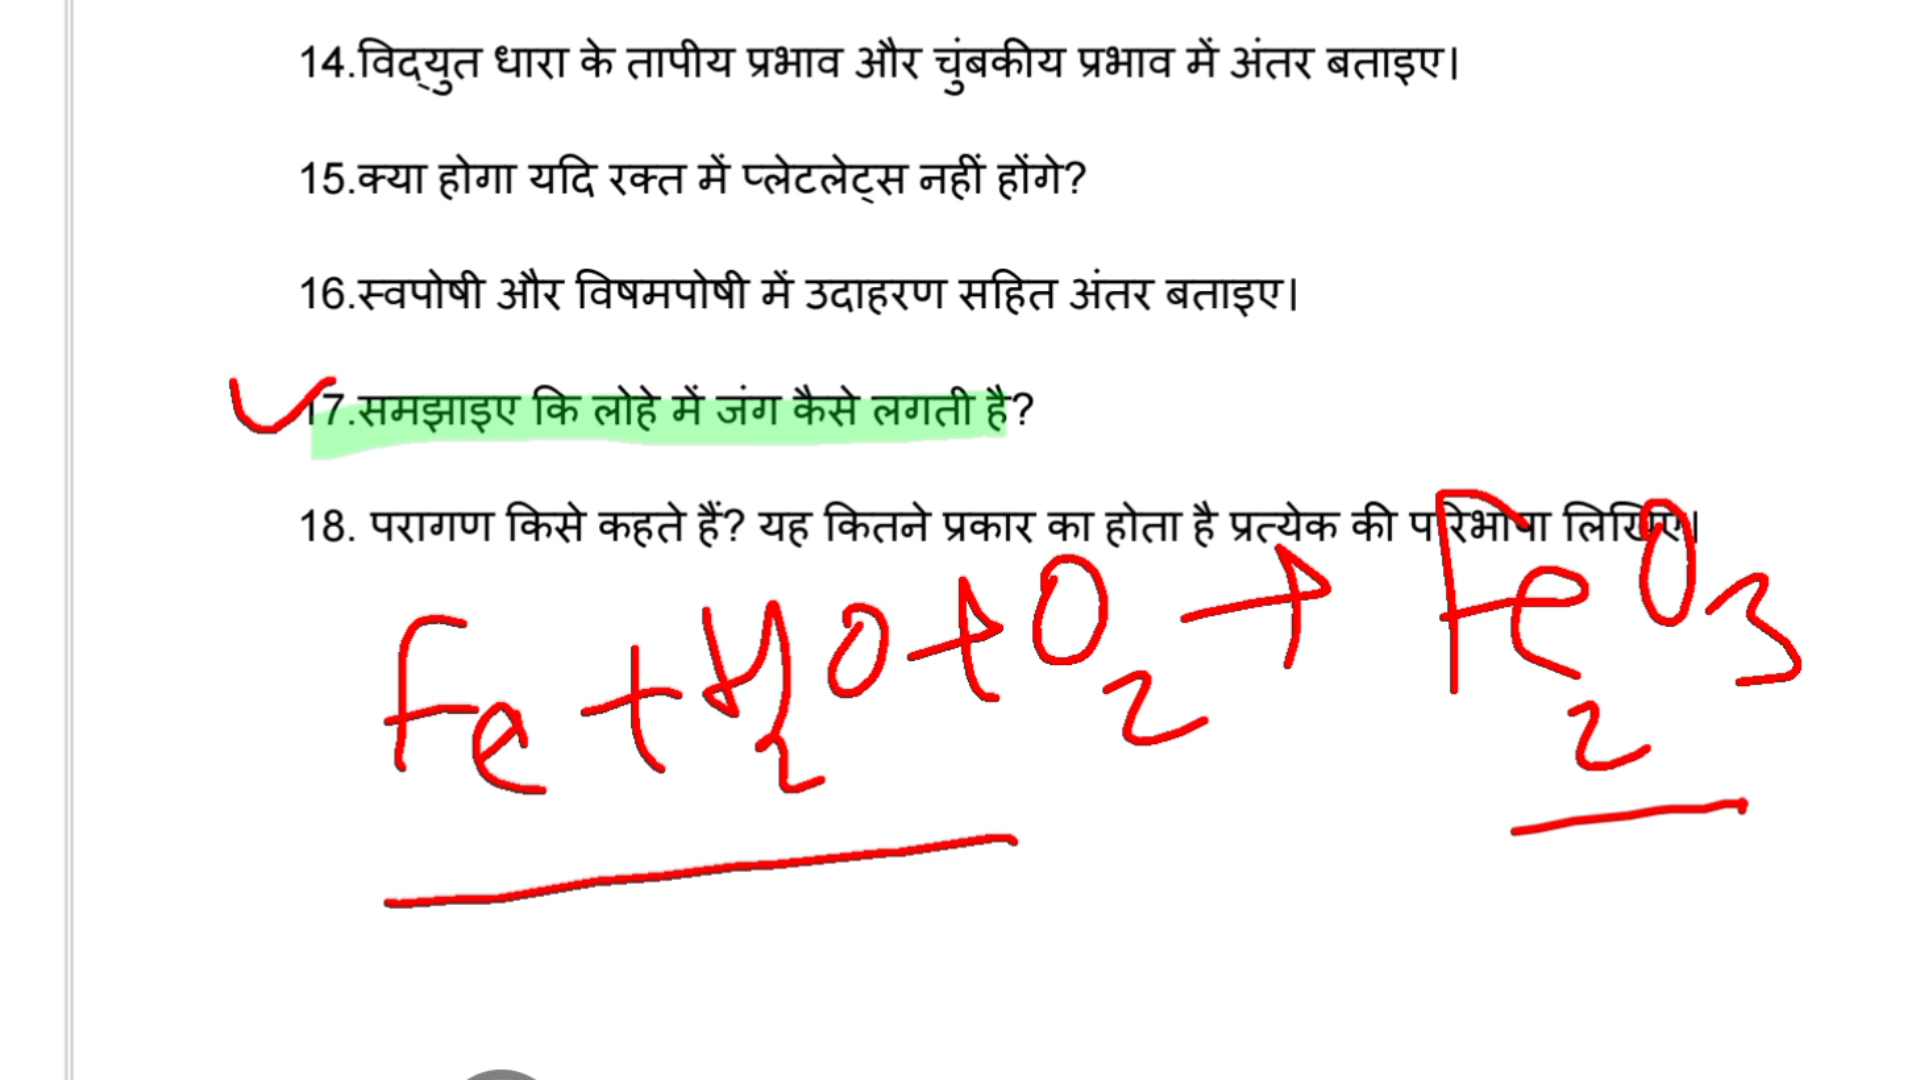 14.विद्युत धारा के तापीय प्रभाव और चुंबकीय प्रभाव में अंतर बताइए।
15.क्या होगा यदि रक्त में प्लेटलेट्स नहीं होंगे?
16.स्वपोषी और विषमपोषी में उदाहरण सहित अंतर बताइए।
17.समझाइए कि लोहे में जंग कैसे लगती है?
18. परागण किसे कहते हैं? यह कितने प्रकार का होता है प्रत्येक की परिभाषा लिखिए।
Fe + H2O + O2 → Fe2O3